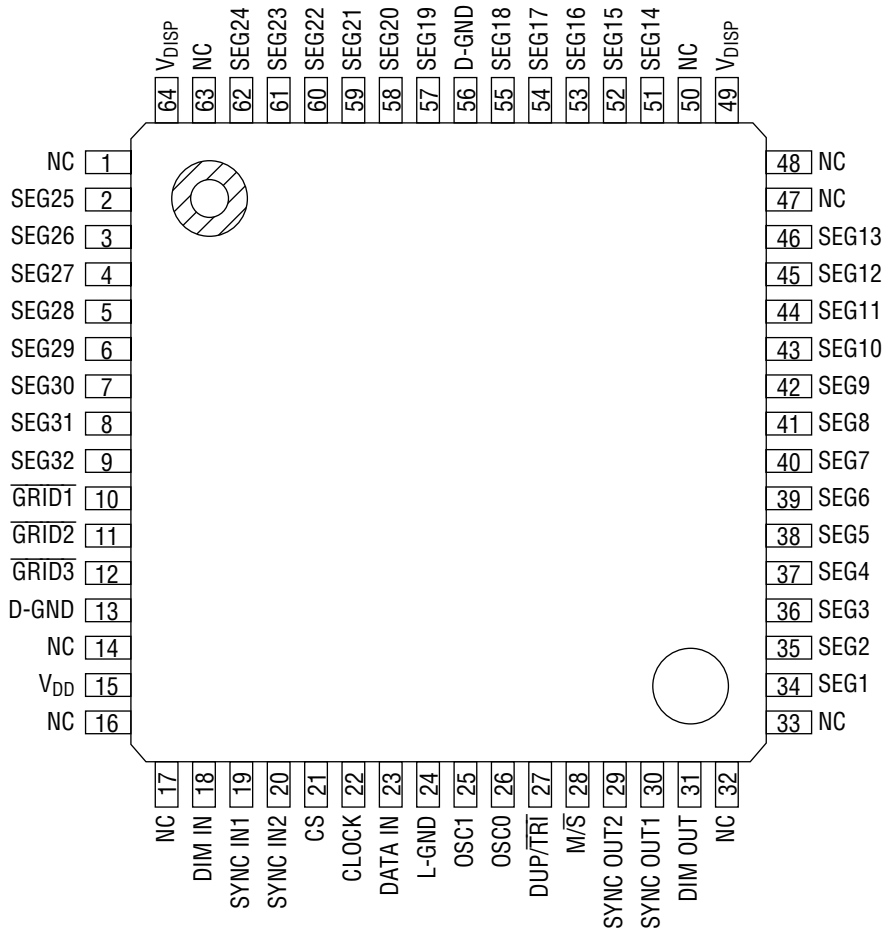 64 VDISP
63 NC
62 SEG24
61 SEG23
60 SEG22
59 SEG21
58 SEG20
57 SEG19
56 D-GND
55 SEG18
54 SEG17
53 SEG16
52 SEG15
51 SEG14
50 NC
49 VDISP
NC 1
SEG25 2
SEG26 3
SEG27 4
SEG28 5
SEG29 6
SEG30 7
SEG31 8
SEG32 9
G̅R̅I̅D̅1̅ 10
G̅R̅I̅D̅2̅ 11
G̅R̅I̅D̅3̅ 12
D-GND 13
NC 14
VDD 15
NC 16
48 NC
47 NC
46 SEG13
45 SEG12
44 SEG11
43 SEG10
42 SEG9
41 SEG8
40 SEG7
39 SEG6
38 SEG5
37 SEG4
36 SEG3
35 SEG2
34 SEG1
33 NC
NC 17
DIM IN 18
SYNC IN1 19
SYNC IN2 20
CS 21
CLOCK 22
DATA IN 23
L-GND 24
OSC1 25
OSC0 26
DUP/T̅R̅I̅ 27
M/S̅ 28
SYNC OUT2 29
SYNC OUT1 30
DIM OUT 31
NC 32